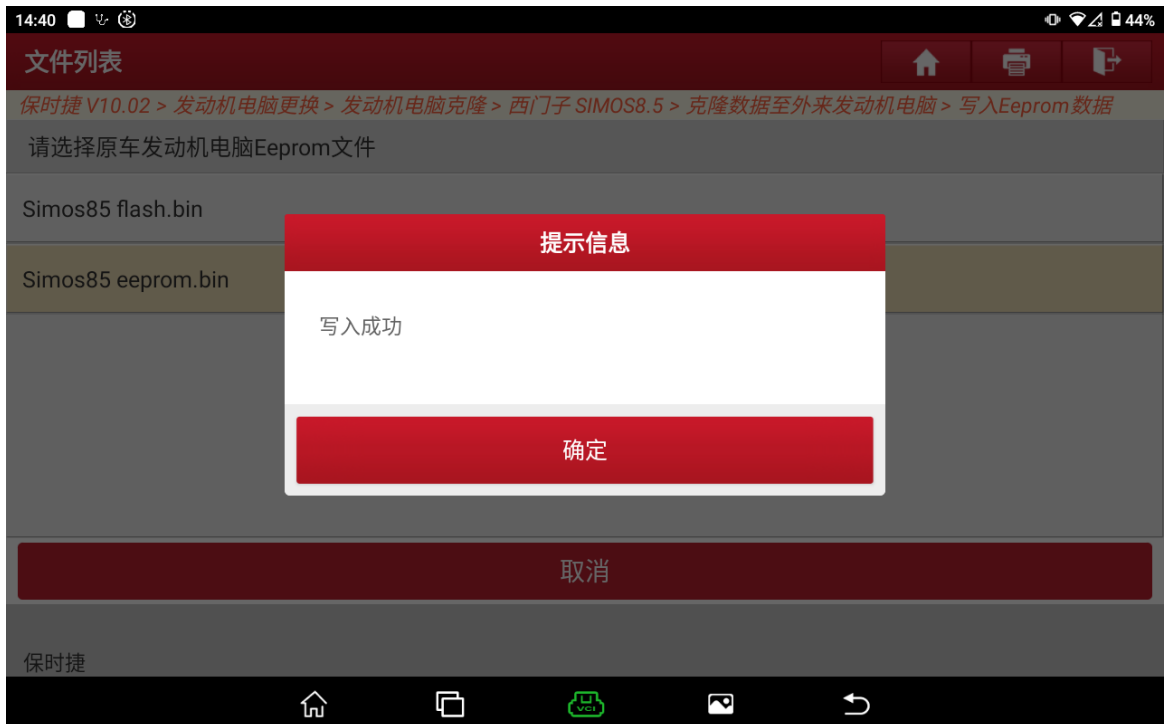 14:40
44%
文件列表
保时捷 V10.02 > 发动机电脑更换 > 发动机电脑克隆 > 西门子 SIMOS8.5 > 克隆数据至外来发动机电脑 > 写入Eeprom数据
请选择原车发动机电脑Eeprom文件
Simos85 flash.bin
Simos85 eeprom.bin
提示信息
写入成功
确定
取消
保时捷
VCI